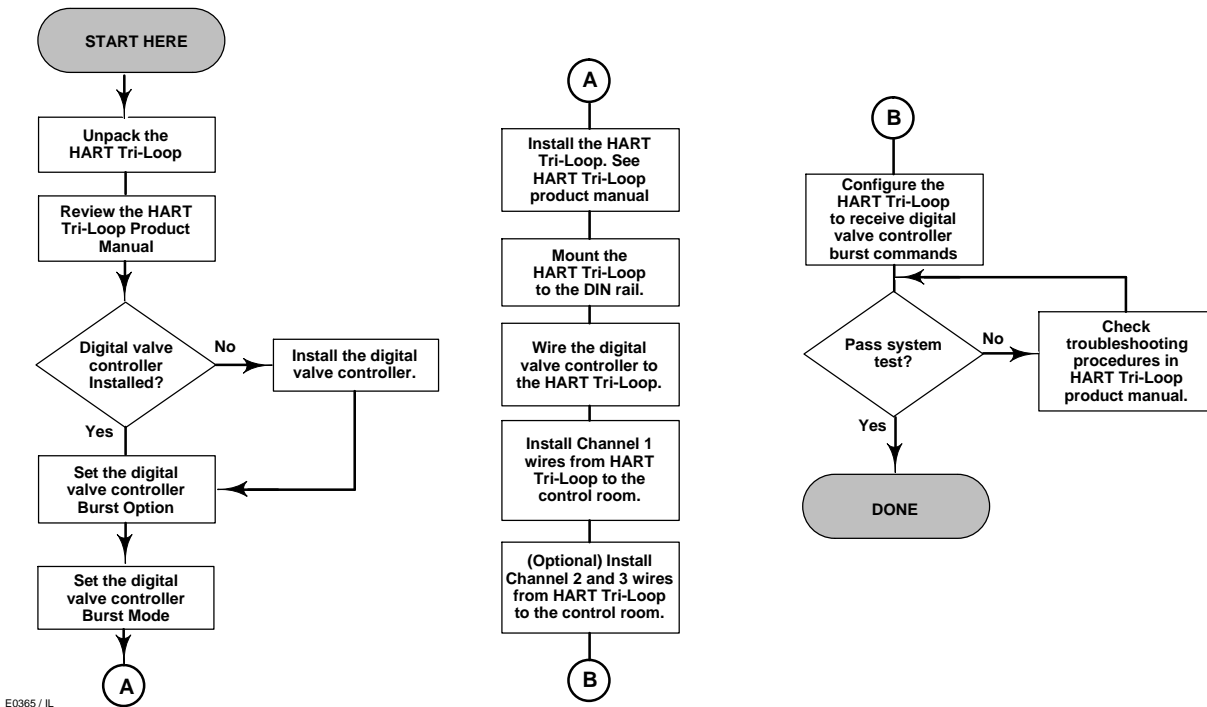 START HERE
Unpack the
HART Tri-Loop
Review the HART
Tri-Loop Product
Manual
Digital valve
controller
Installed?
No
Install the digital
valve controller.
Yes
Set the digital
valve controller
Burst Option
Set the digital
valve controller
Burst Mode
A
E0365 / IL
A
Install the HART
Tri-Loop. See
HART Tri-Loop
product manual
Mount the
HART Tri-Loop
to the DIN rail.
Wire the digital
valve controller to
the HART Tri-Loop.
Install Channel 1
wires from HART
Tri-Loop to the
control room.
(Optional) Install
Channel 2 and 3 wires
from HART Tri-Loop
to the control room.
B
B
Configure the
HART Tri-Loop
to receive digital
valve controller
burst commands
Pass system
test?
No
Check
troubleshooting
procedures in
HART Tri-Loop
product manual.
Yes
DONE